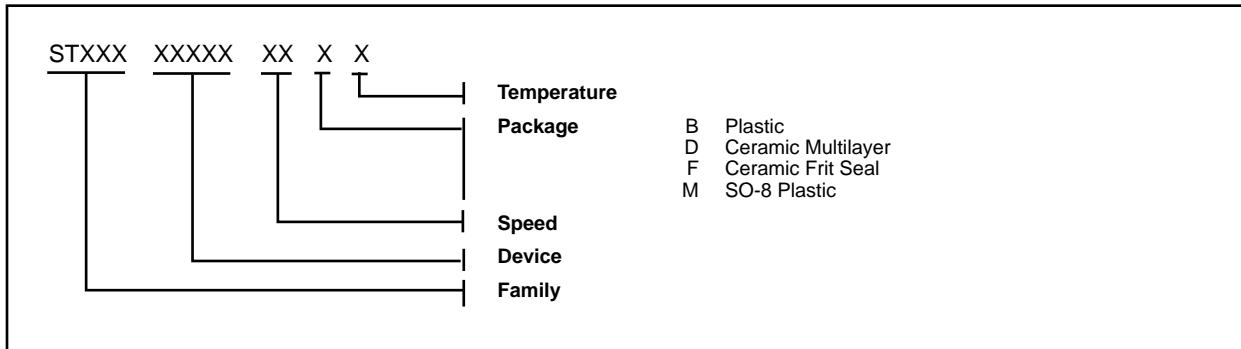 STXXX XXXXX XX X X
Temperature
Package B Plastic
D Ceramic Multilayer
F Ceramic Frit Seal
M SO-8 Plastic
Speed
Device
Family